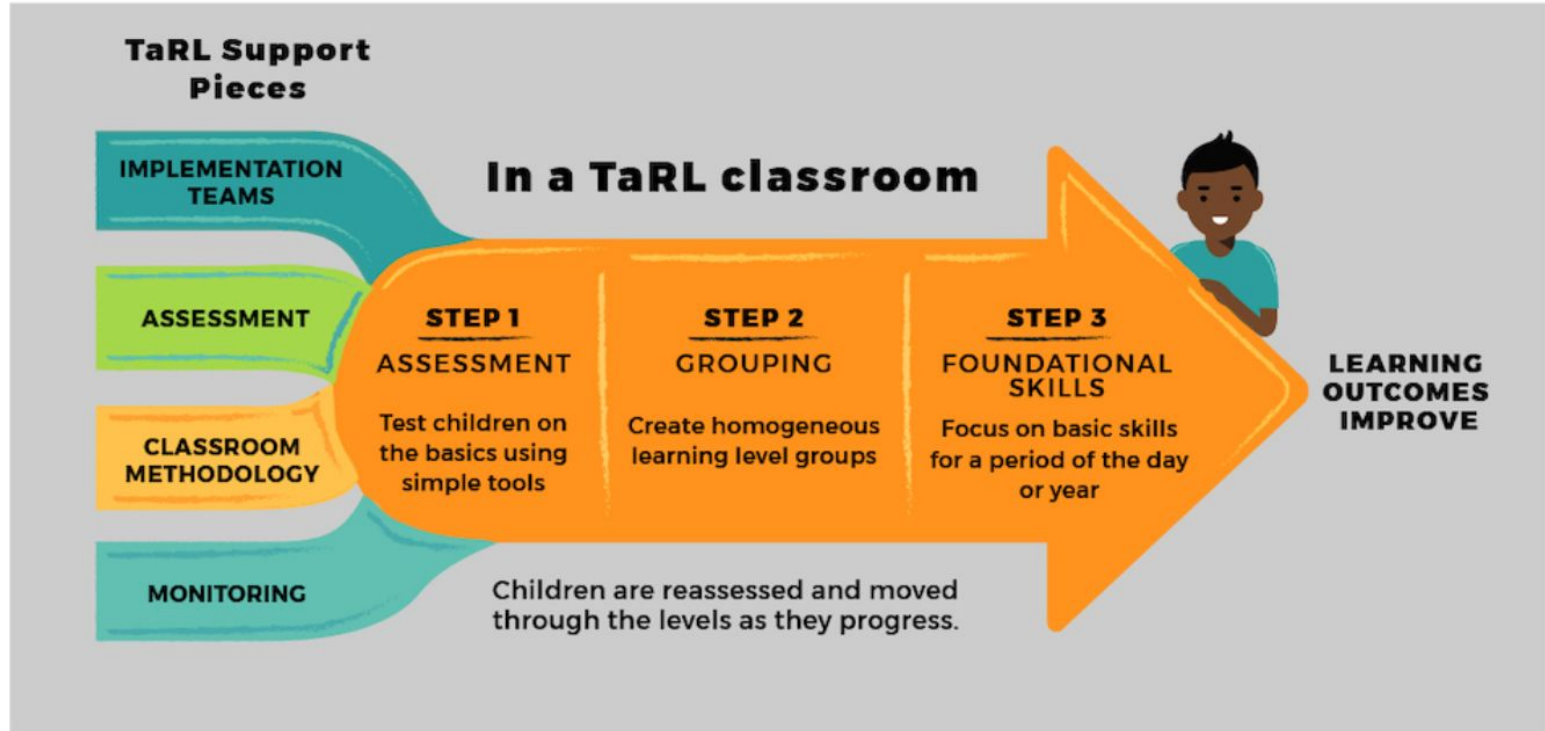 TaRL Support
Pieces
IMPLEMENTATION
TEAMS
ASSESSMENT
CLASSROOM
METHODOLOGY
MONITORING
In a TaRL classroom
STEP 1
ASSESSMENT
Test children on
the basics using
simple tools
STEP 2
GROUPING
Create homogeneous
learning level groups
STEP 3
FOUNDATIONAL
SKILLS
Focus on basic skills
for a period of the day
or year
Children are reassessed and moved
through the levels as they progress.
LEARNING
OUTCOMES
IMPROVE